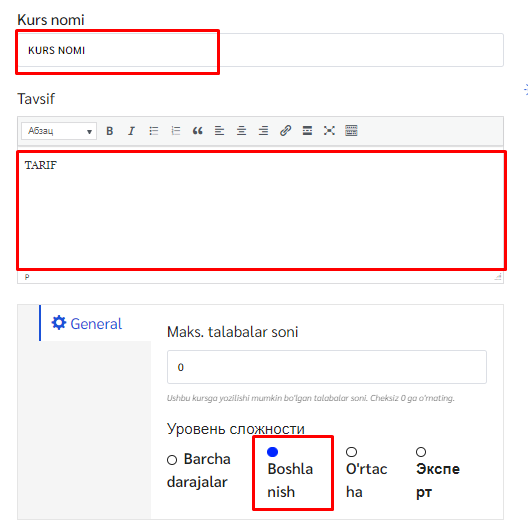 Kurs nomi
KURS NOMI
Tavsif
Абзац
B I
TARIF
P
General
Maks. talabalar soni
0
Ushbu kursga yozilishi mumkin bo'lgan talabalar soni. Cheksiz 0 ga o'rnating.
Уровень сложности
Barcha darajalar
Boshla
nish
O'rtac
ha
Экспе
рт